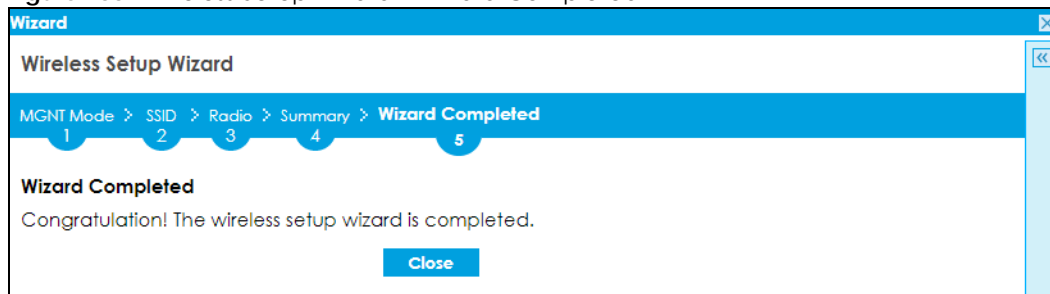 Wizard
Wireless Setup Wizard
MGNT Mode > SSID > Radio > Summary > Wizard Completed
1 2 3 4 5
Wizard Completed
Congratulation! The wireless setup wizard is completed.
Close